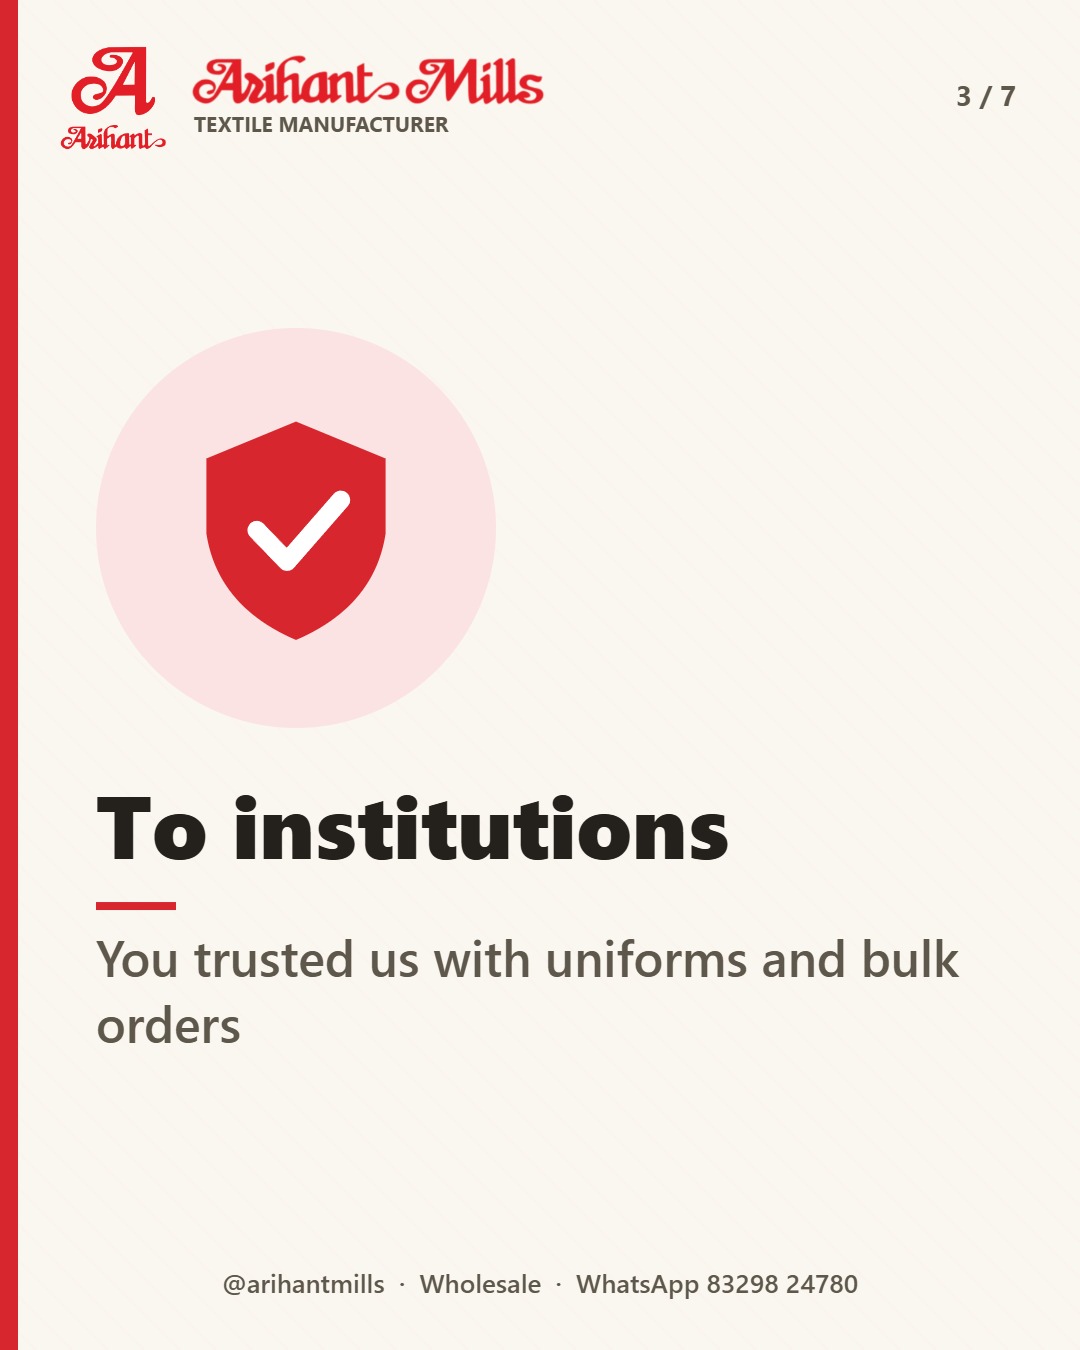 A
Arihant
Arihant Mills
TEXTILE MANUFACTURER
3 / 7
To institutions
You trusted us with uniforms and bulk
orders
@arihantmills · Wholesale · WhatsApp 83298 24780